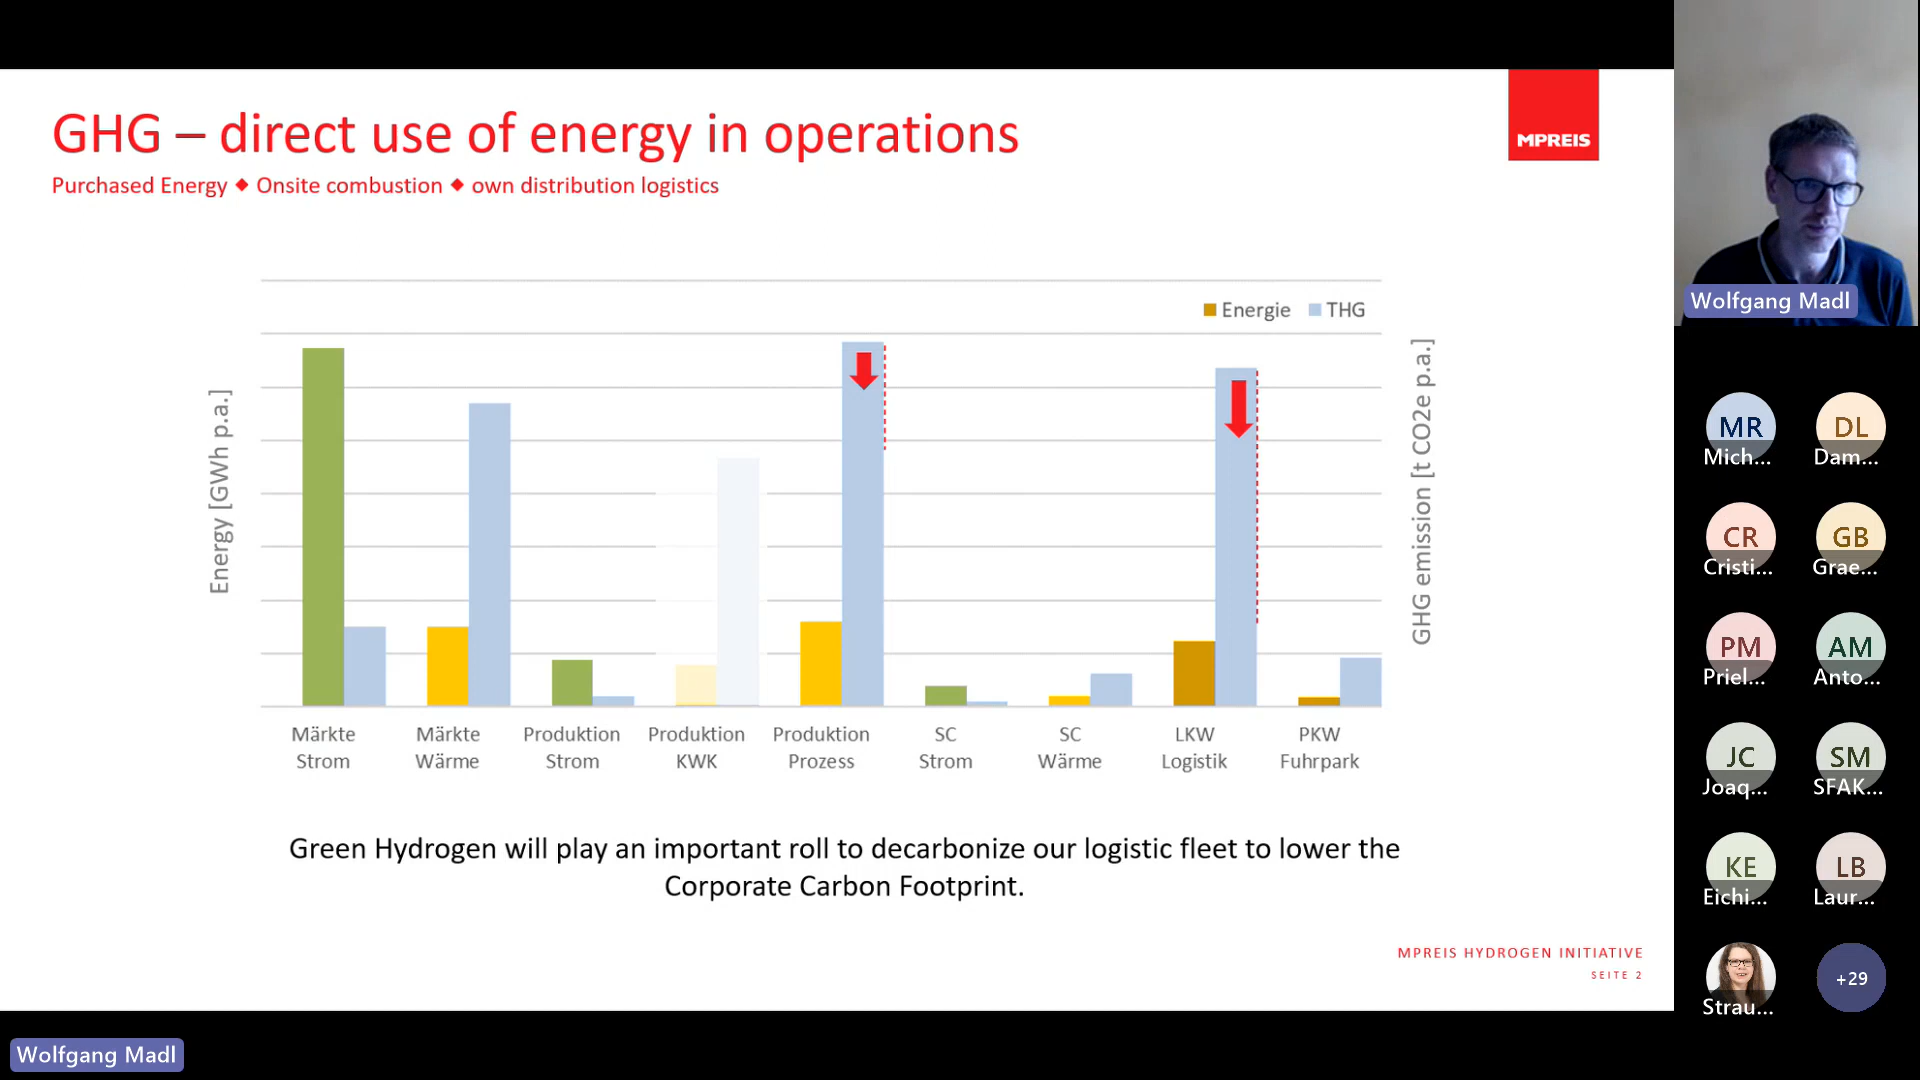 GHG – direct use of energy in operations
Purchased Energy ◆ Onsite combustion ◆ own distribution logistics
MPREIS
Energie THG
Energy [GWh p.a.]
GHG emission [t CO2e p.a.]
Märkte Strom
Märkte Wärme
Produktion Strom
Produktion KWK
Produktion Prozess
SC Strom
SC Wärme
LKW Logistik
PKW Fuhrpark
Green Hydrogen will play an important roll to decarbonize our logistic fleet to lower the
Corporate Carbon Footprint.
MPREIS HYDROGEN INITIATIVE
SEITE 2
Wolfgang Madl
Wolfgang Madl
MR
Mich...
DL
Dam...
CR
Cristi...
GB
Grae...
PM
Priel...
AM
Anto...
JC
Joaq...
SM
SFAK...
KE
Eichi...
LB
Laur...
Strau...
+29